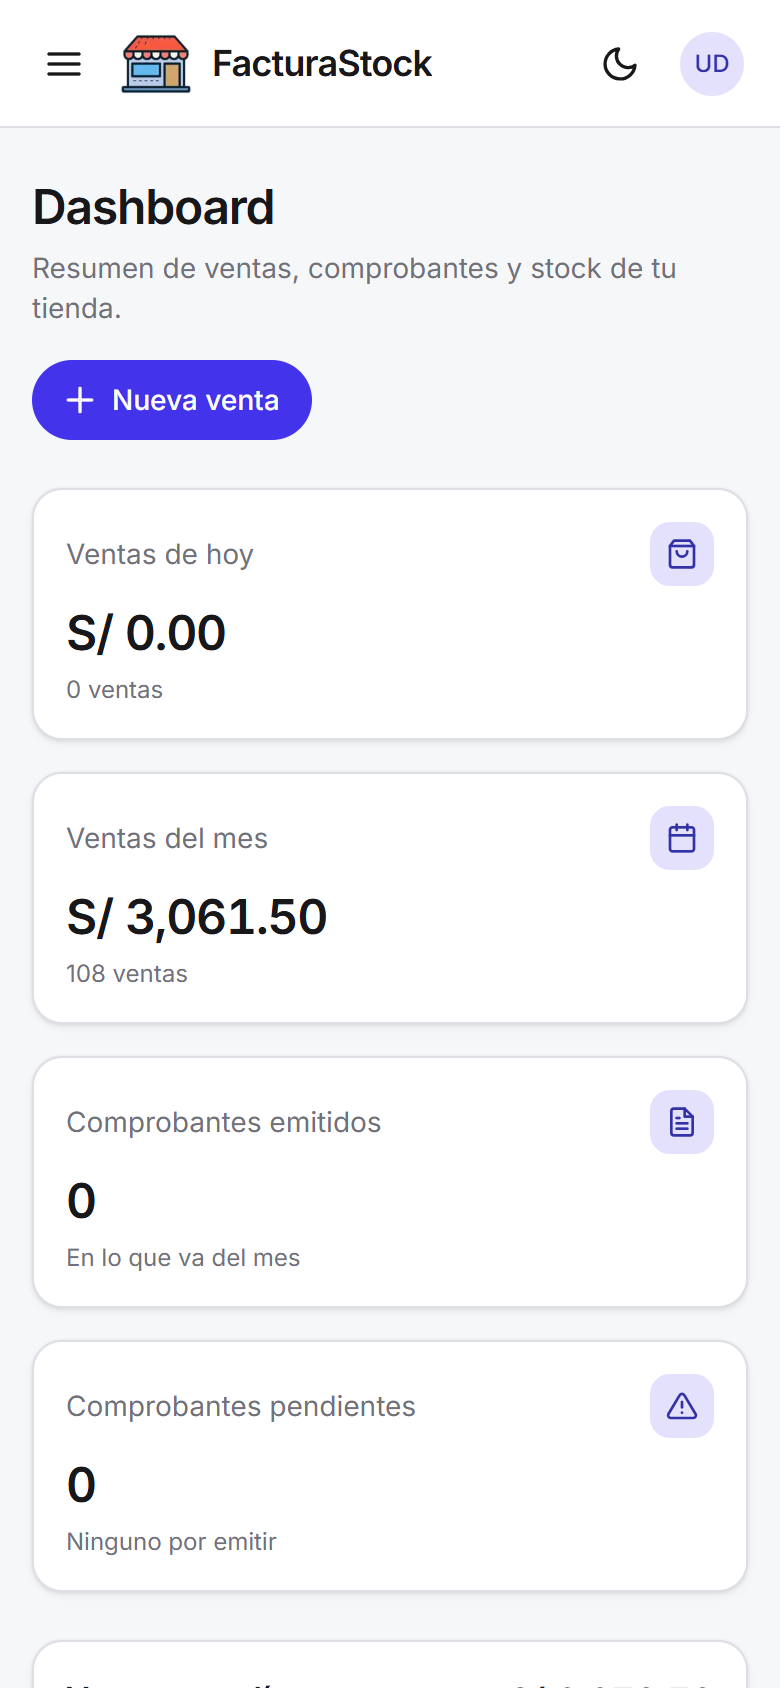 FacturaStock
UD
Dashboard
Resumen de ventas, comprobantes y stock de tu
tienda.
Nueva venta
Ventas de hoy
S/ 0.00
0 ventas
Ventas del mes
S/ 3,061.50
108 ventas
Comprobantes emitidos
0
En lo que va del mes
Comprobantes pendientes
0
Ninguno por emitir